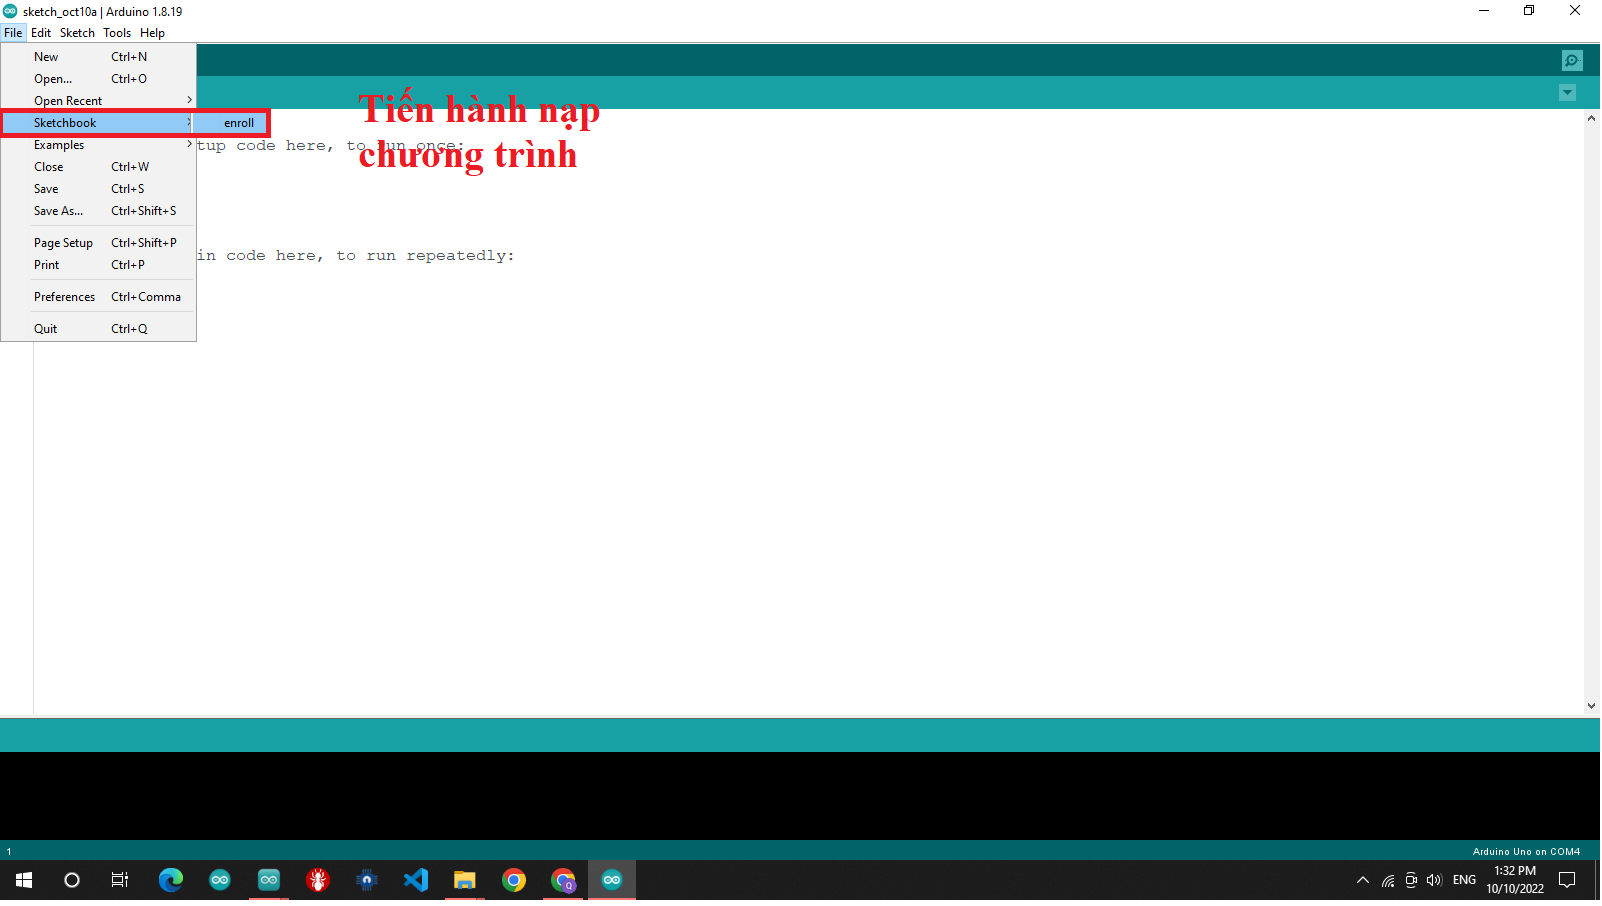 sketch_oct10a | Arduino 1.8.19
File Edit Sketch Tools Help
New Ctrl+N
Open... Ctrl+O
Open Recent
Sketchbook enroll
Examples
Close Ctrl+W
Save Ctrl+S
Save As... Ctrl+Shift+S
Page Setup Ctrl+Shift+P
Print Ctrl+P
Preferences Ctrl+Comma
Quit Ctrl+Q
Tiến hành nạp
chương trình
tup code here, to run once:
in code here, to run repeatedly:
1
Arduino Uno on COM4
Q
ENG
1:32 PM
10/10/2022